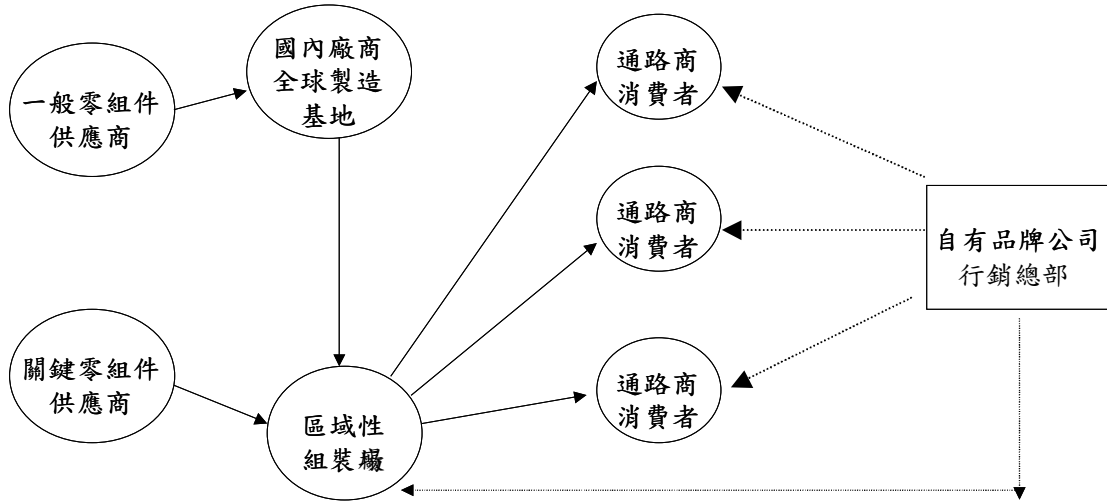 國內廠商
全球製造
基地
一般零組件
供應商
通路商
消費者
通路商
消費者
自有品牌公司
行銷總部
關鍵零組件
供應商
通路商
消費者
區域性
組裝